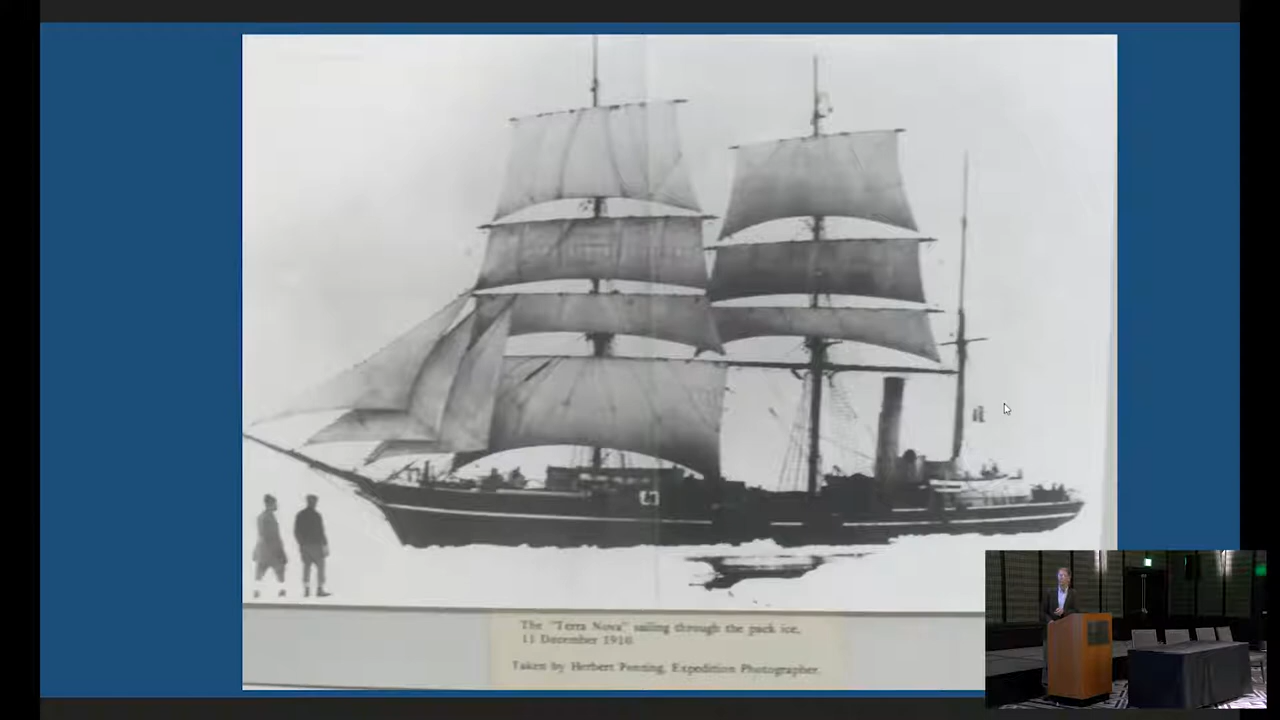 The "Terra Nova" sailing through the pack ice,
11 December 1910
Taken by Herbert Ponting, Expedition Photographer.